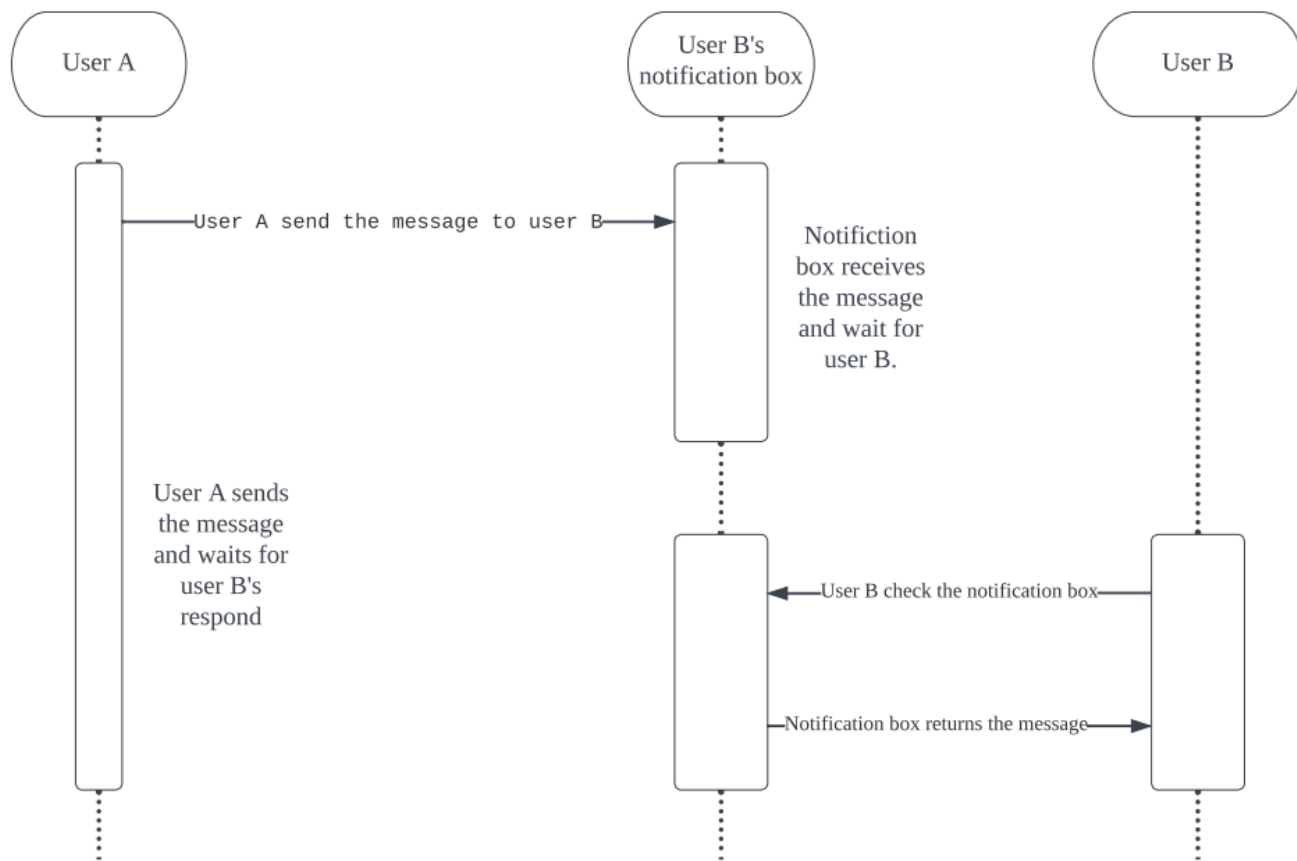 User A
User B's
notification box
User B
User A send the message to user B
Notifiction
box receives
the message
and wait for
user B.
User A sends
the message
and waits for
user B's
respond
User B check the notification box
Notification box returns the message